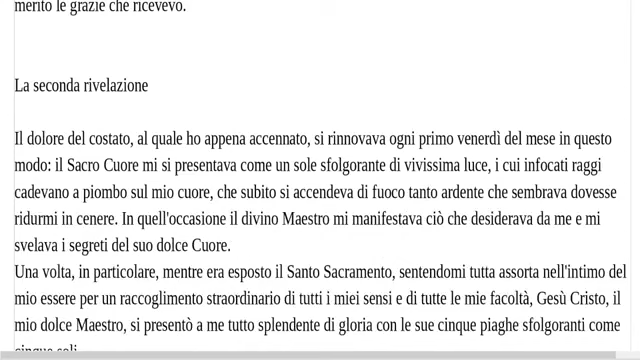 merito le grazie che ricevevo.
La seconda rivelazione
Il dolore del costato, al quale ho appena accennato, si rinnovava ogni primo venerdì del mese in questo
modo: il Sacro Cuore mi si presentava come un sole sfolgorante di vivissima luce, i cui infocati raggi
cadevano a piombo sul mio cuore, che subito si accendeva di fuoco tanto ardente che sembrava dovesse
ridurmi in cenere. In quell'occasione il divino Maestro mi manifestava ciò che desiderava da me e mi
svelava i segreti del suo dolce Cuore.
Una volta, in particolare, mentre era esposto il Santo Sacramento, sentendomi tutta assorta nell'intimo del
mio essere per un raccoglimento straordinario di tutti i miei sensi e di tutte le mie facoltà, Gesù Cristo, il
mio dolce Maestro, si presentò a me tutto splendente di gloria con le sue cinque piaghe sfolgoranti come
cinque soli